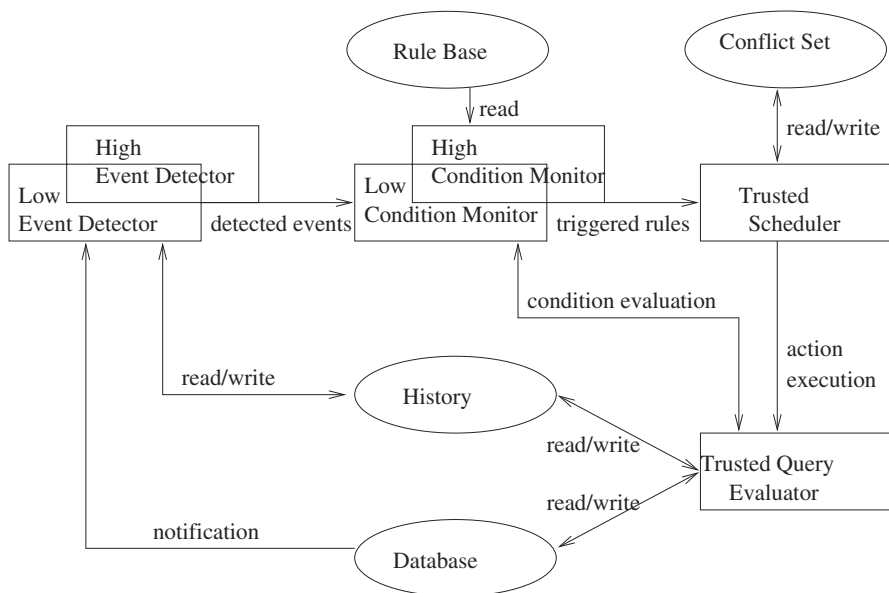 Rule Base
Conflict Set
read
read/write
High
Event Detector
High
Condition Monitor
Low
Event Detector
Low
Condition Monitor
Trusted
Scheduler
detected events
triggered rules
condition evaluation
action
execution
read/write
History
read/write
Trusted Query
Evaluator
read/write
notification
Database